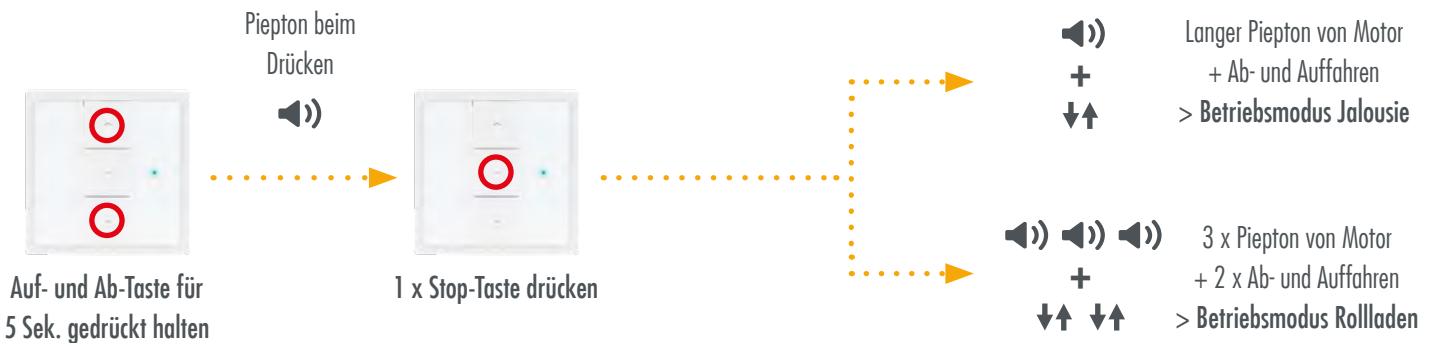 Piepton beim
Drücken
Auf- und Ab-Taste für
5 Sek. gedrückt halten
1 x Stop-Taste drücken
Langer Piepton von Motor
+ Ab- und Auffahren
> Betriebsmodus Jalousie
3 x Piepton von Motor
+ 2 x Ab- und Auffahren
> Betriebsmodus Rollladen